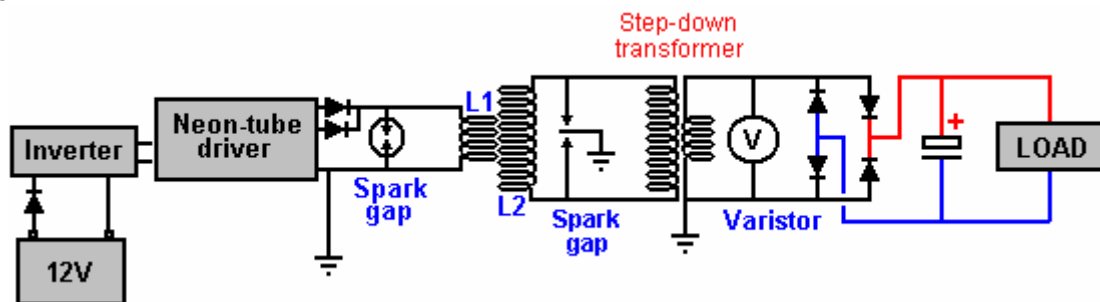 Step-down
transformer
L1
Neon-tube
driver
Inverter
V
+
LOAD
Spark
gap
L2
Spark
gap
Varistor
12V